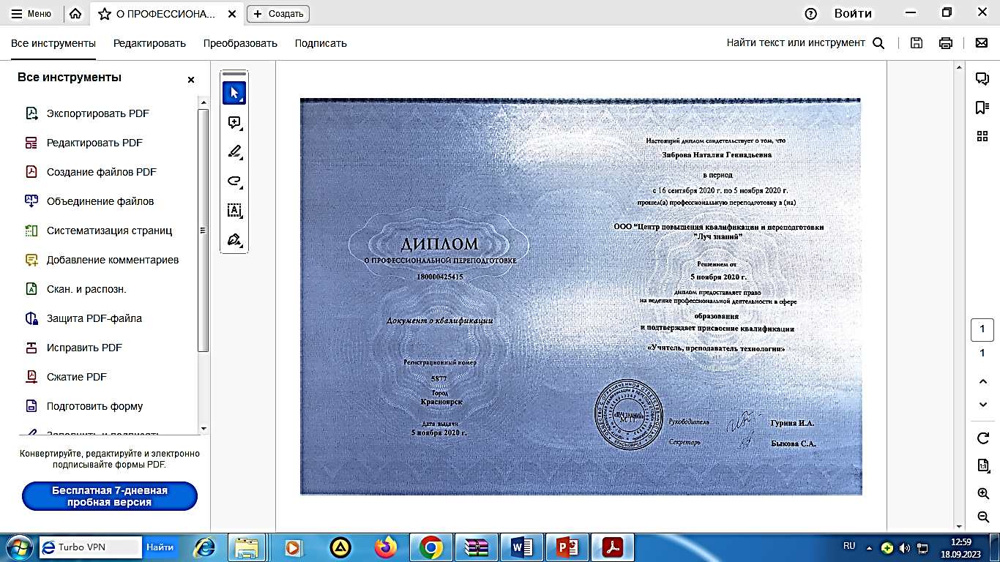 Меню
О ПРОФЕССИОНА...
Создать
Войти
Все инструменты
Редактировать
Преобразовать
Подписать
Найти текст или инструмент
Все инструменты
Экспортировать PDF
Редактировать PDF
Создание файлов PDF
Объединение файлов
Систематизация страниц
Добавление комментариев
Скан. и распозн.
Защита PDF-файла
Исправить PDF
Сжатие PDF
Подготовить форму
Заполнить и подписать
Конвертируйте, редактируйте и электронно
подписывайте формы PDF.
Бесплатная 7-дневная
пробная версия
ДИПЛОМ
О ПРОФЕССИОНАЛЬНОЙ ПЕРЕПОДГОТОВКЕ
180000425415
Документ о квалификации
Регистрационный номер
5877
Город
Красноярск
Дата выдачи
5 ноября 2020 г.
Настоящий диплом свидетельствует о том, что
Зиброва Наталия Геннадьевна
в период
с 16 сентября 2020 г. по 5 ноября 2020 г.
прошел(а) профессиональную переподготовку в (на)
ООО “Центр повышения квалификации и переподготовки
”Луч знаний”
Решением от
5 ноября 2020 г.
диплом предоставляет право
на ведение профессиональной деятельности в сфере
образования
и подтверждает присвоение квалификации
«Учитель, преподаватель технологии»
«ЛУЧ ЗНАНИЙ»
М.П.
КРАСНОЯРСК
Руководитель
Гурина И.А.
Секретарь
Быкова С.А.
1
1
Turbo VPN
Найти
RU
12:59
18.09.2023